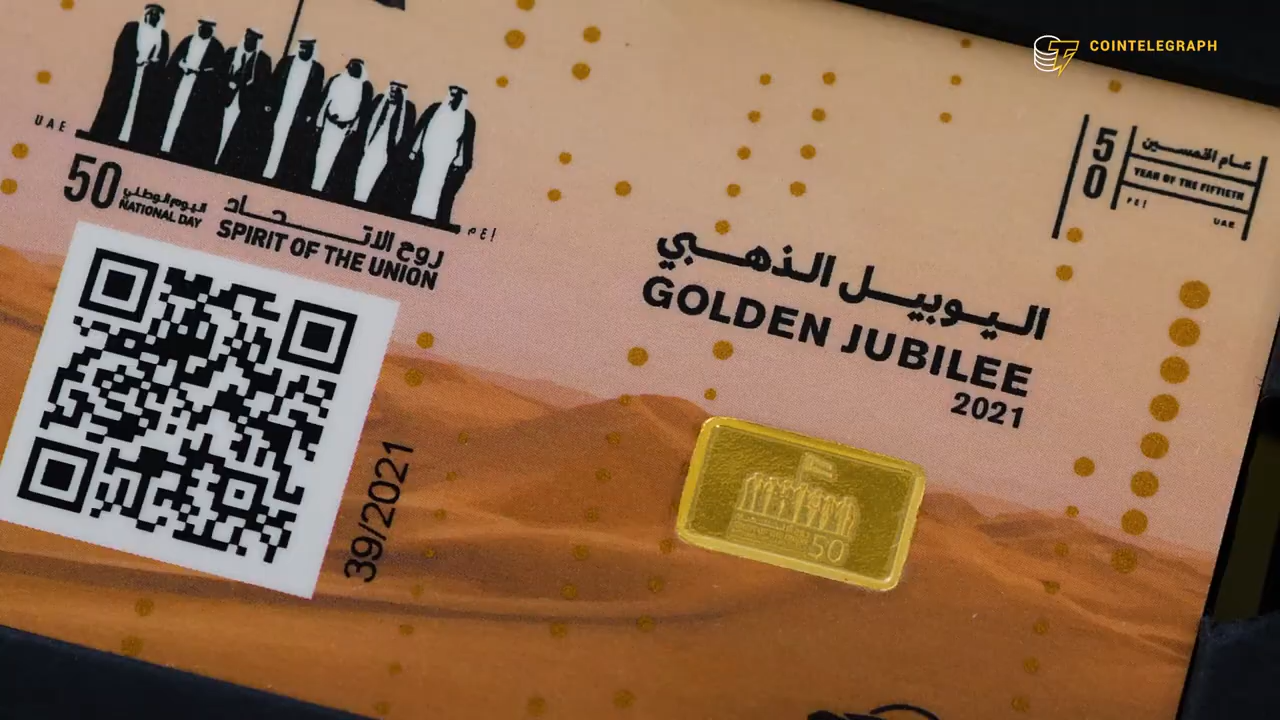 COINTELEGRAPH
UAE
إ ع م
50
اليوم الوطني
NATIONAL DAY
روح الاتـــحـــاد
SPIRIT OF THE UNION
50
عام الخمسين
YEAR OF THE FIFTIETH
إ ع م
UAE
اليوبيل الذهبي
GOLDEN JUBILEE
2021
39/2021
50